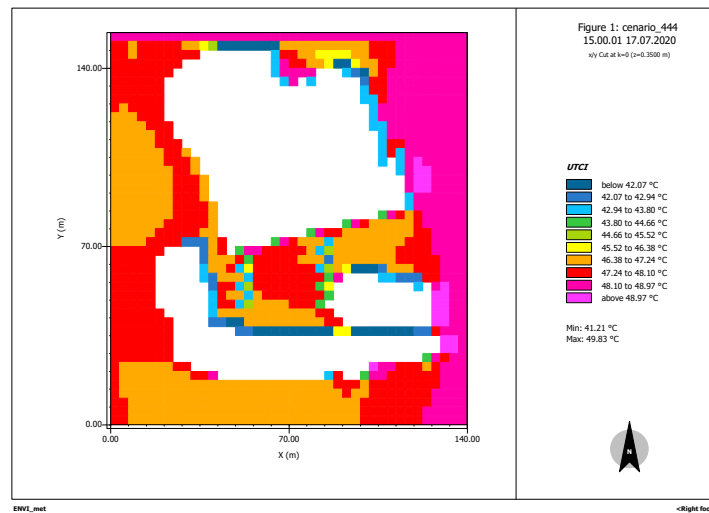 Figure 1: cenario_444
15.00.01 17.07.2020
x/y Cut at k=0 (z=0.3500 m)
140.00
70.00
0.00
Y (m)
0.00 70.00 140.00
X (m)
UTCI
below 42.07 °C
42.07 to 42.94 °C
42.94 to 43.80 °C
43.80 to 44.66 °C
44.66 to 45.52 °C
45.52 to 46.38 °C
46.38 to 47.24 °C
47.24 to 48.10 °C
48.10 to 48.97 °C
above 48.97 °C
Min: 41.21 °C
Max: 49.83 °C
N
ENVI_met
<Right foo